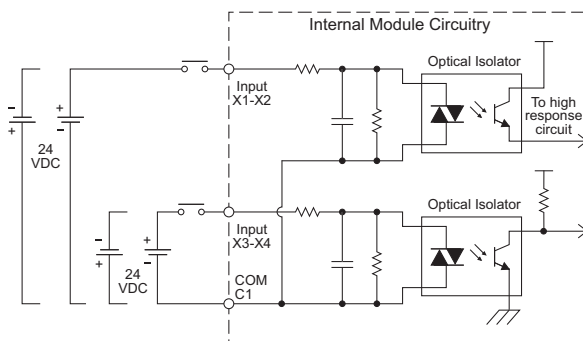 Internal Module Circuitry
Optical Isolator
Input
X1-X2
To high
response
circuit
- +
+ -
24
VDC
Optical Isolator
Input
X3-X4
- +
+ -
24
VDC
COM
C1